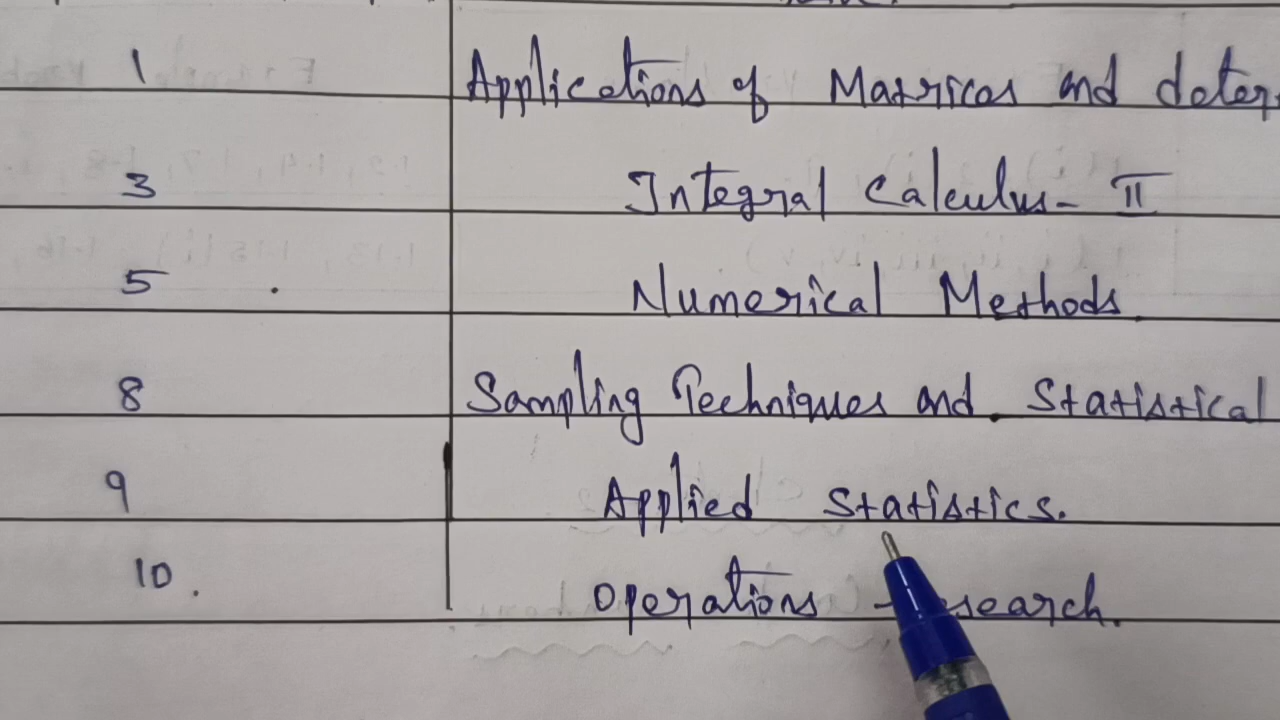 1 Applications of Matrices and deter
3 Integral Calculus - II
5 Numerical Methods
8 Sampling Techniques and Statistical
9 Applied Statistics.
10. Operations